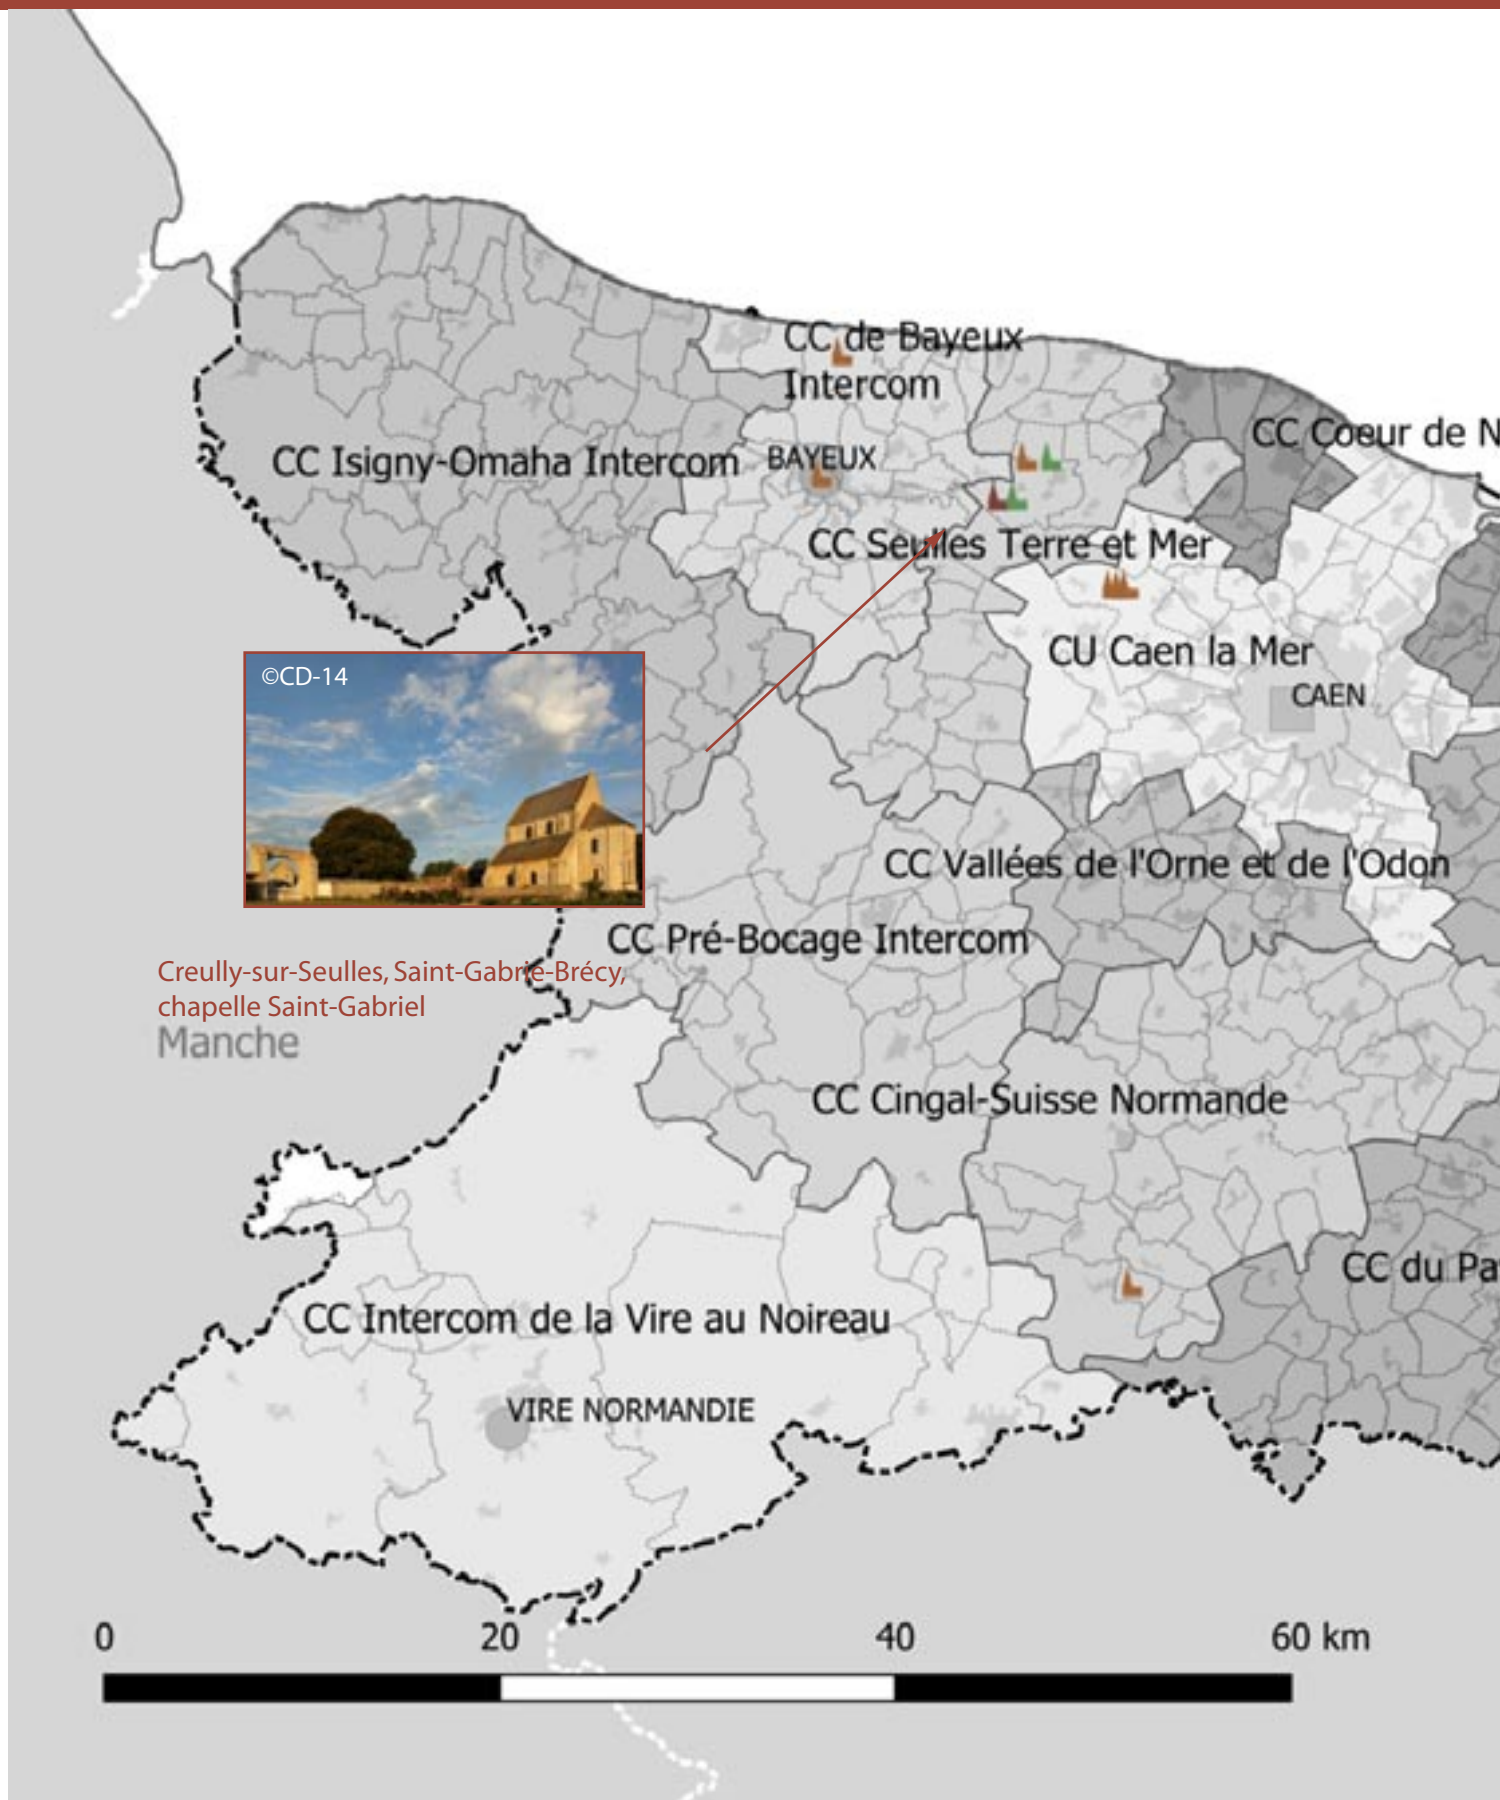 CC de Bayeux
Intercom
CC Coeur de N
CC Isigny-Omaha Intercom
BAYEUX
CC Seulles Terre et Mer
CU Caen la Mer
©CD-14
CAEN
CC Vallées de l'Orne et de l'Odon
CC Pré-Bocage Intercom
Creully-sur-Seulles, Saint-Gabrie-Brécy,
chapelle Saint-Gabriel
Manche
CC Cingal-Suisse Normande
CC du Pa
CC Intercom de la Vire au Noireau
VIRE NORMANDIE
0 20 40 60 km